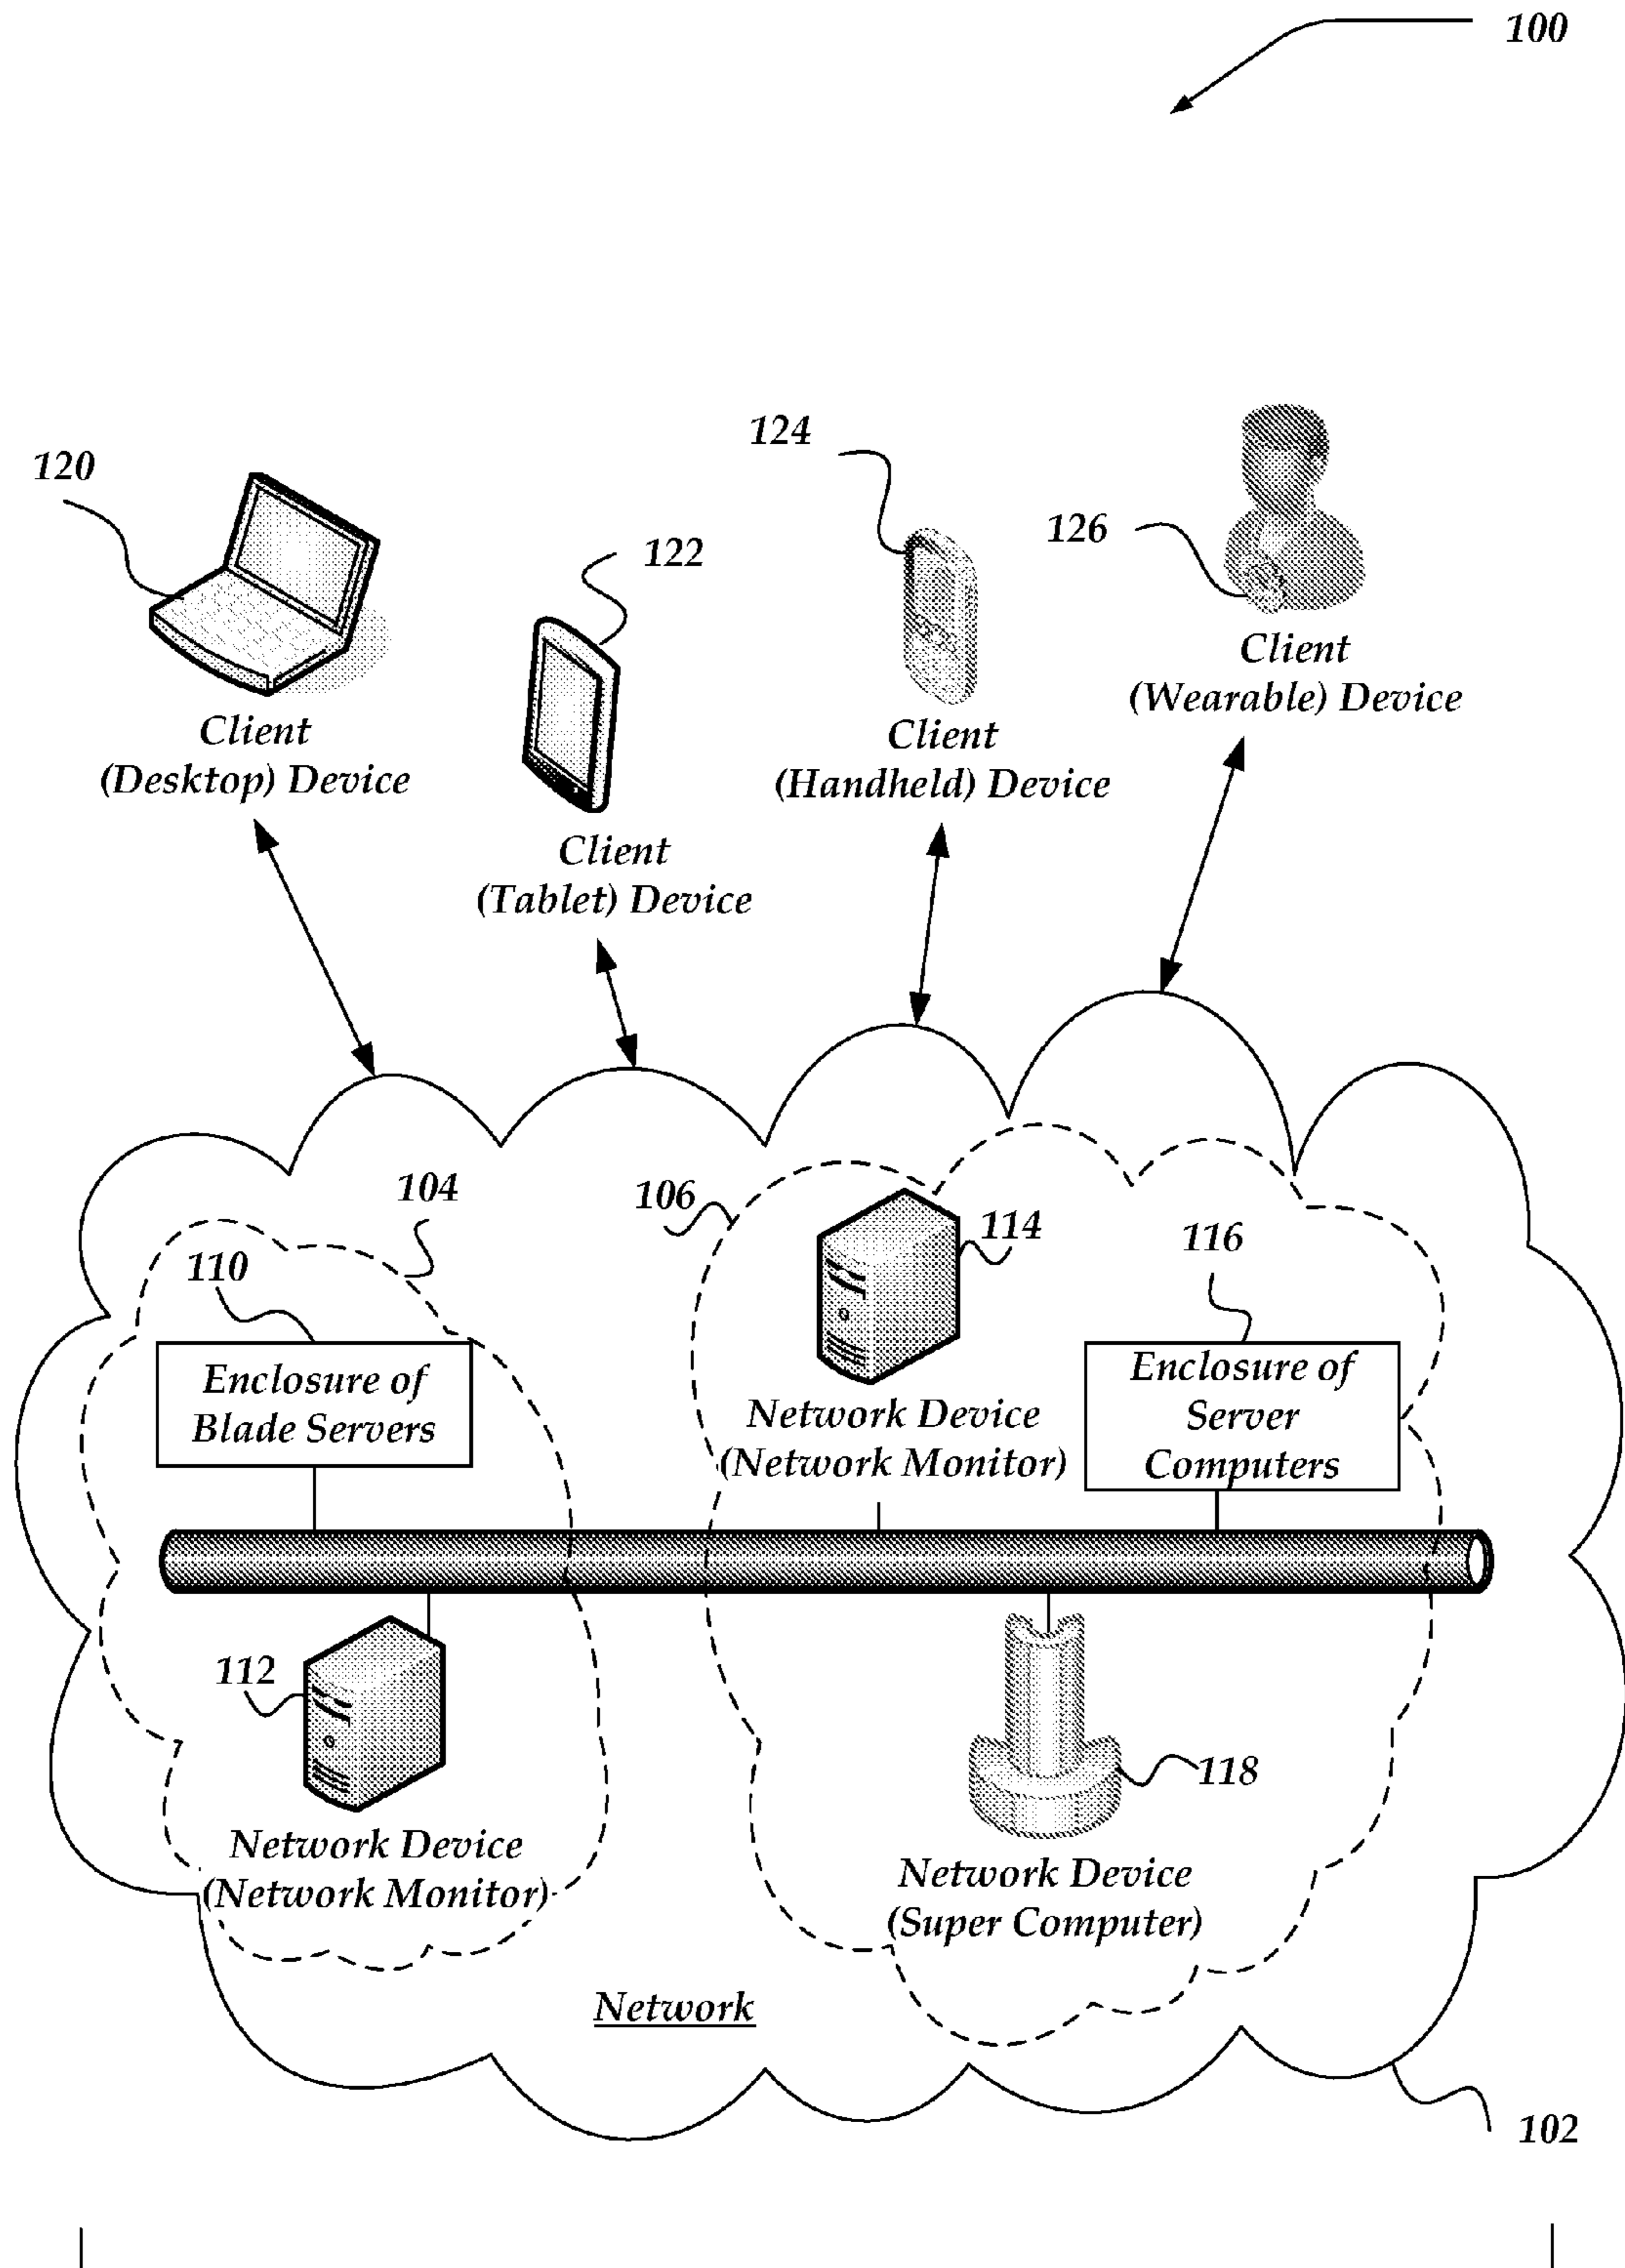 100
124
120
126
122
Client
(Wearable) Device
Client
(Desktop) Device
Client
(Handheld) Device
Client
(Tablet) Device
104
106
114
116
110
Enclosure of
Blade Servers
Enclosure of
Server
Computers
Network Device
(Network Monitor)
112
118
Network Device
(Network Monitor)
Network Device
(Super Computer)
Network
102